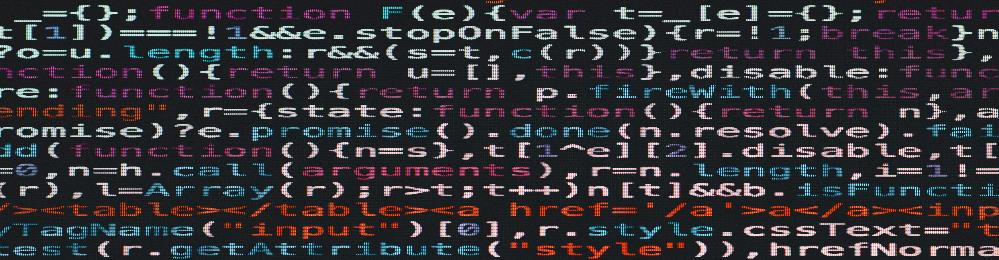 _={};function F(e){var t=_[e]={};return
t[1])===!1&&e.stopOnFalse){r=!1;break}n
?o=u.length:r&&(s=t,c(r))}return this},
nction(){return u=[],this},disable:func
re:function(){return p.fireWith(this,ar
ending" ,r={state:function(){return n},a
romise)?e.promise().done(n.resolve).fai
dd(function(){n=s},t[1^e][2].disable,t[
=0,n=h.call(arguments),r=n.length,i=1!=
(r),l=Array(r);r>t;t++)n[t]&&b.isFuncti
/><table></table><a href='/a'>a</a><inp
/TagName("input")[0],r.style.cssText="t
est(r.getAttribute("style")),hrefNorma